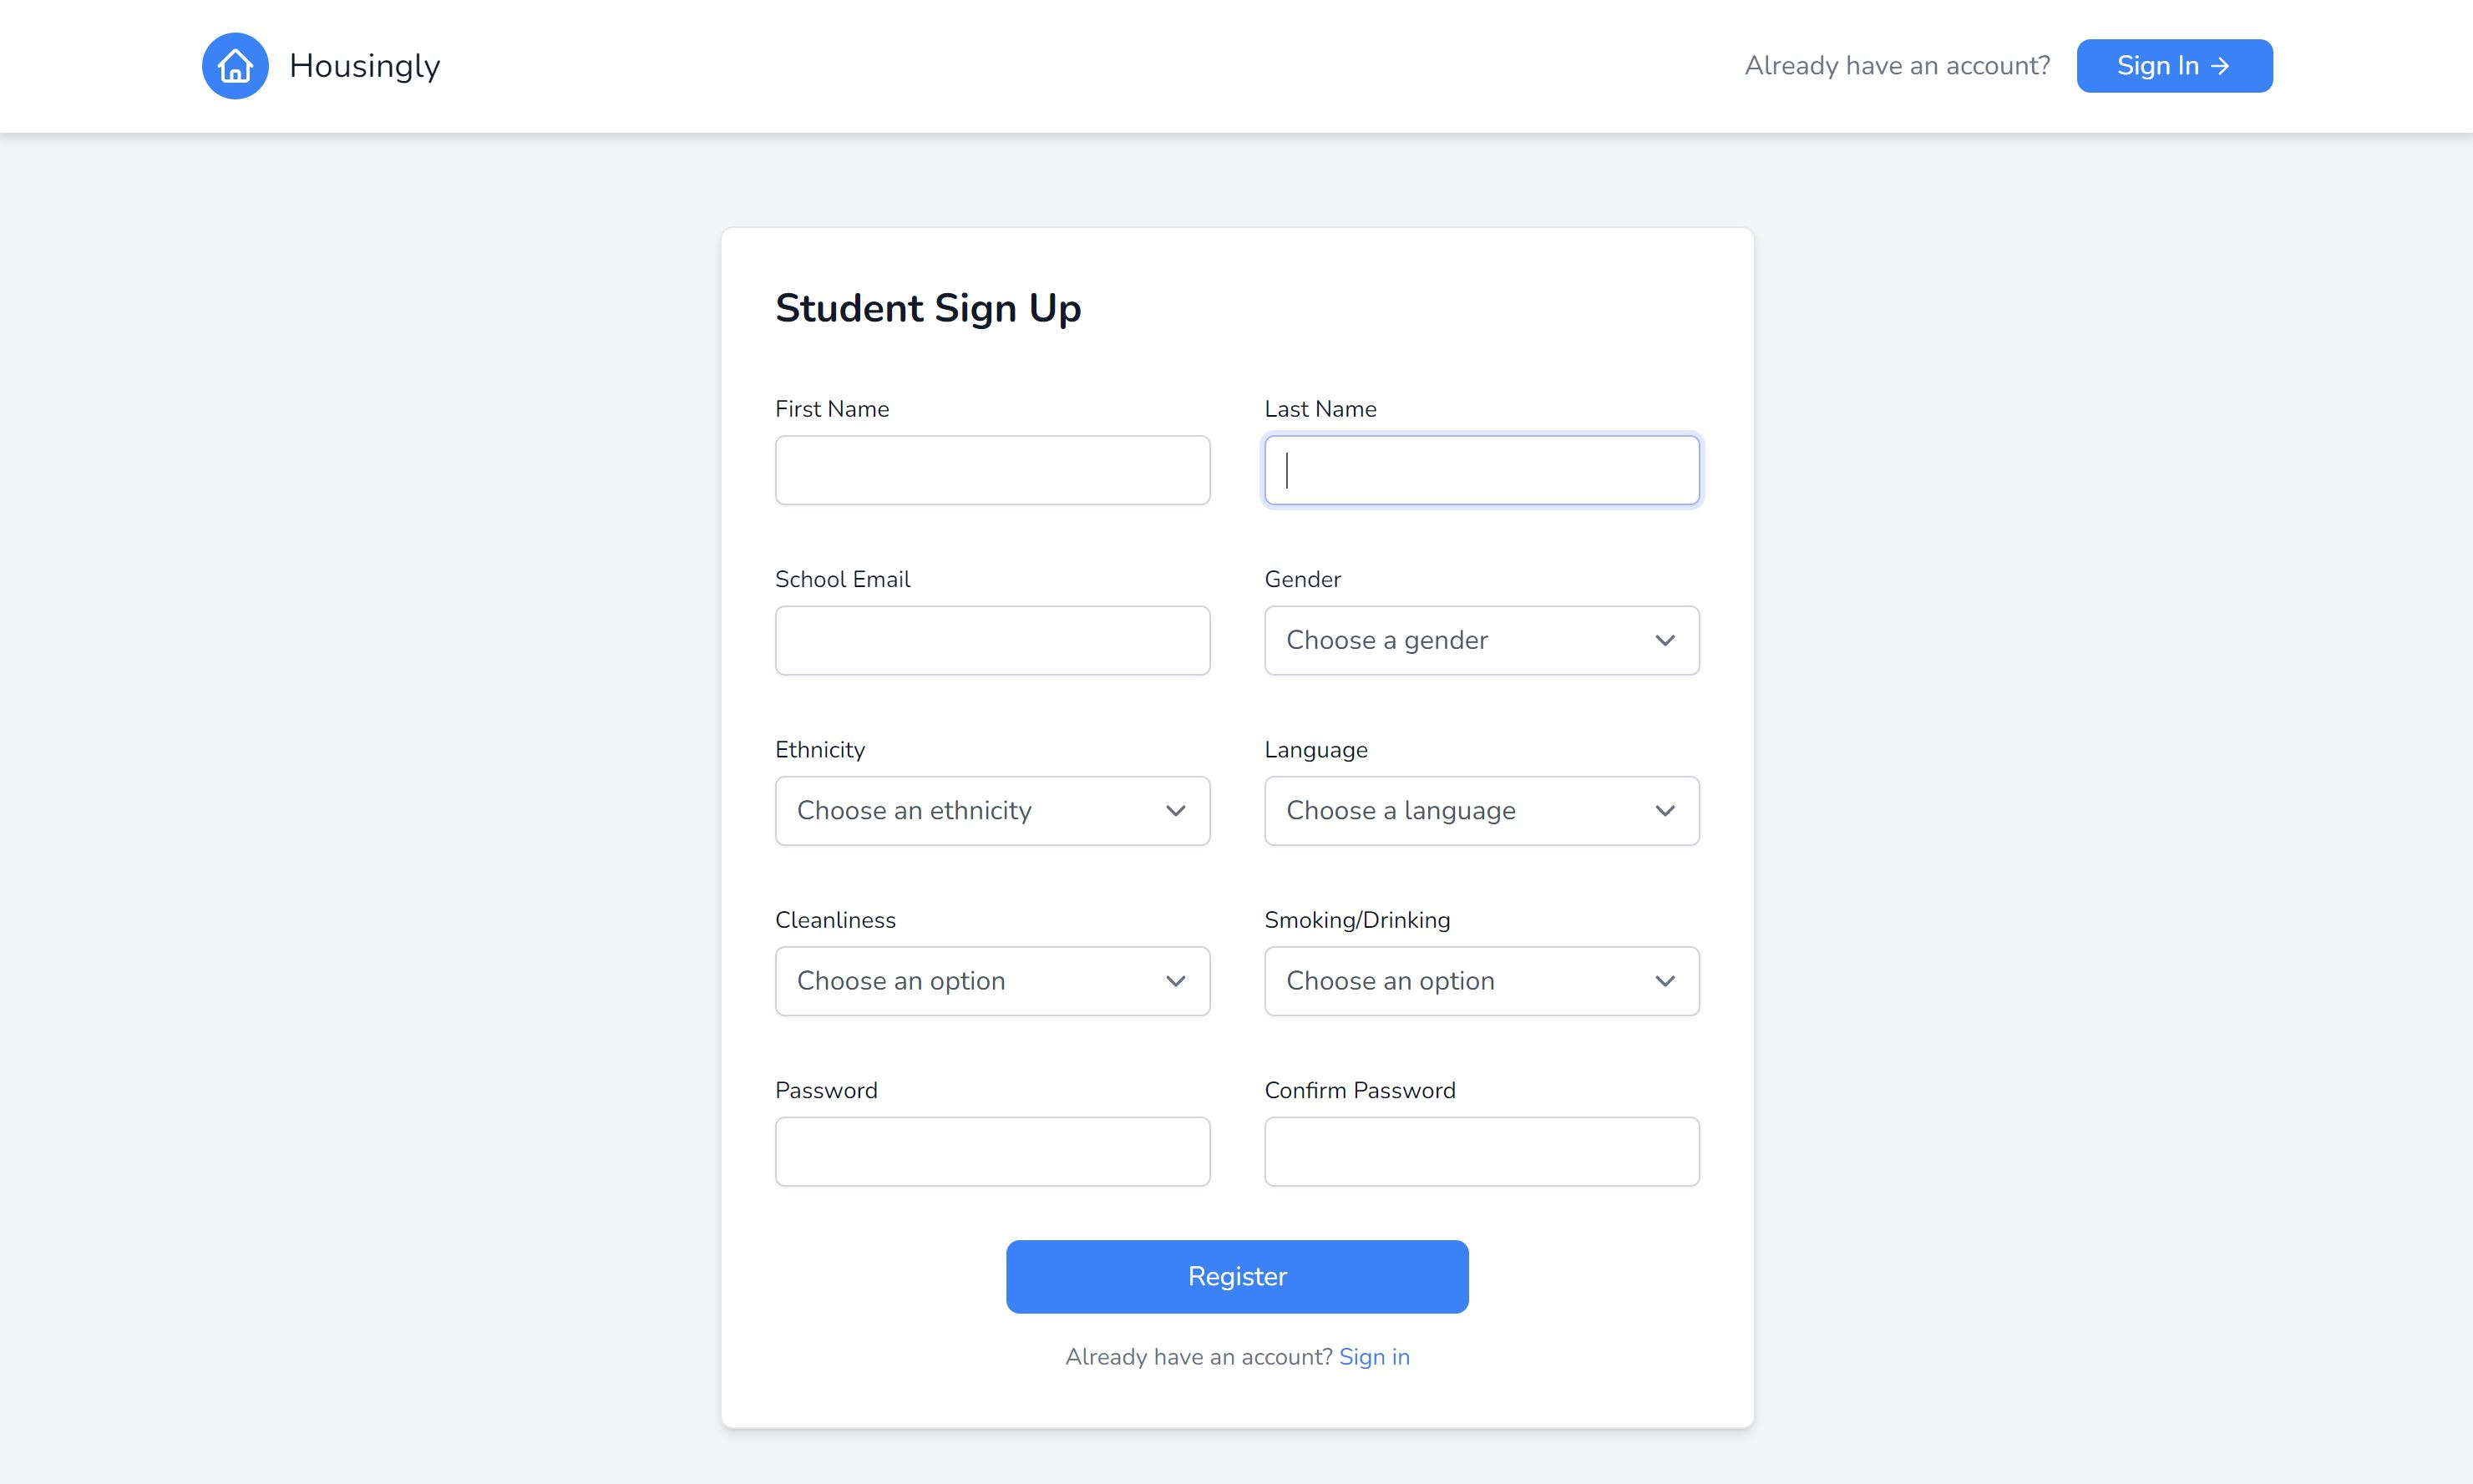 Housingly
Already have an account? Sign In →
Student Sign Up
First Name
Last Name
School Email
Gender
Choose a gender
Ethnicity
Language
Choose an ethnicity
Choose a language
Cleanliness
Smoking/Drinking
Choose an option
Choose an option
Password
Confirm Password
Register
Already have an account? Sign in